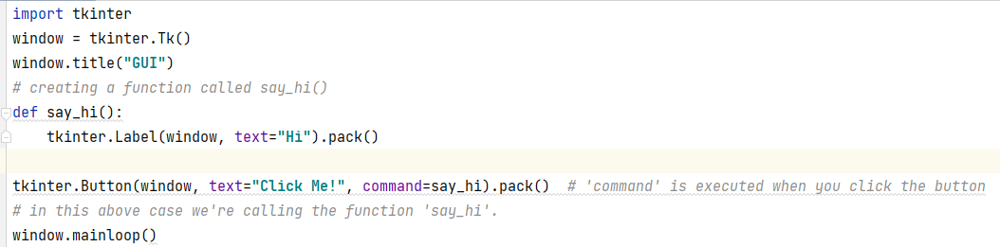 import tkinter
window = tkinter.Tk()
window.title("GUI")
# creating a function called say_hi()
def say_hi():
    tkinter.Label(window, text="Hi").pack()
tkinter.Button(window, text="Click Me!", command=say_hi).pack()  # 'command' is executed when you click the button
# in this above case we're calling the function 'say_hi'.
window.mainloop()